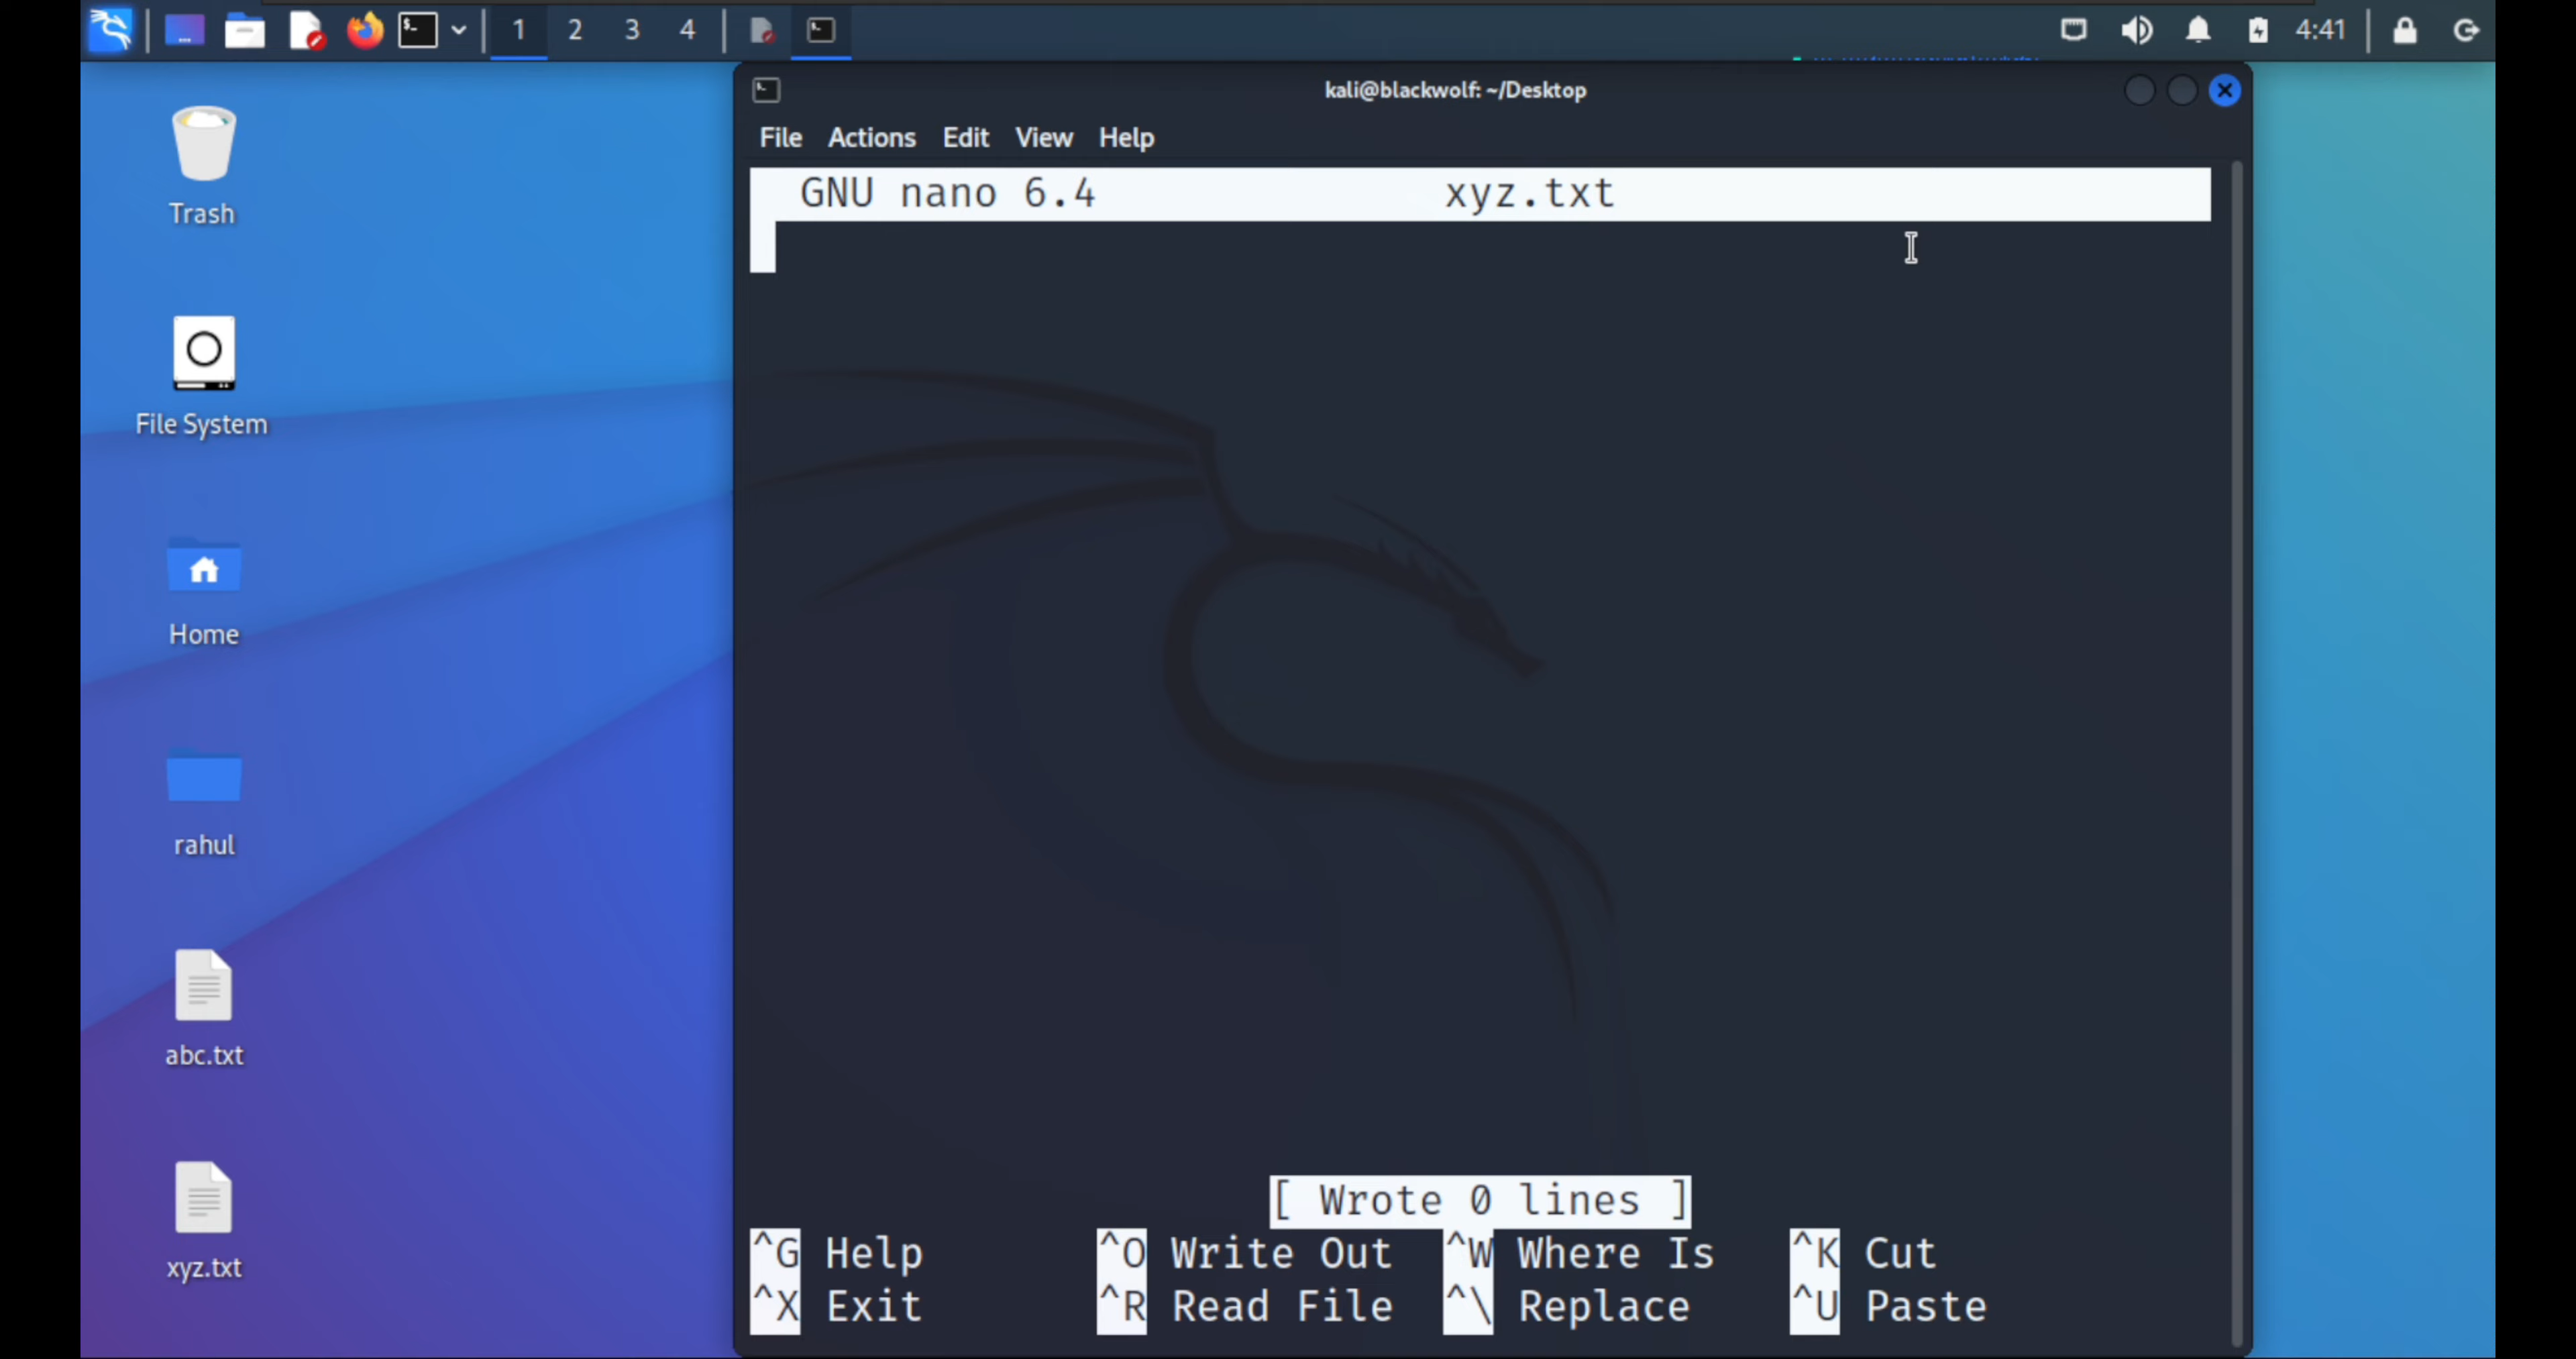 1 2 3 4
4:41
kali@blackwolf: ~/Desktop
File Actions Edit View Help
GNU nano 6.4 xyz.txt
Trash
File System
Home
rahul
abc.txt
xyz.txt
[ Wrote 0 lines ]
^G Help ^O Write Out ^W Where Is ^K Cut
^X Exit ^R Read File ^\ Replace ^U Paste